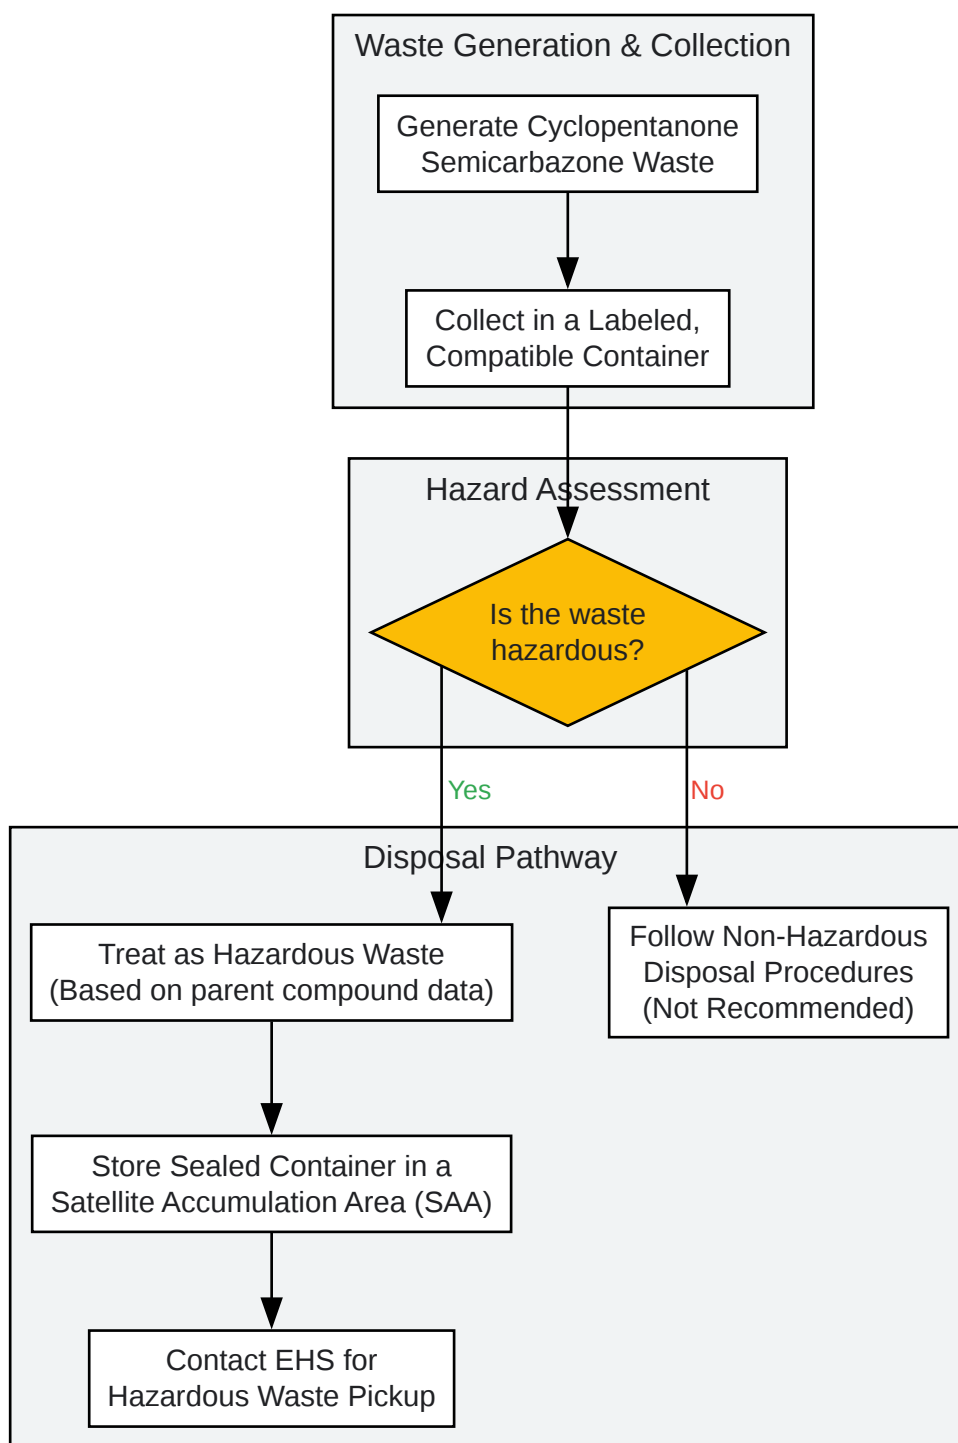 Waste Generation & Collection
Generate Cyclopentanone
Semicarbazone Waste
Collect in a Labeled,
Compatible Container
Hazard Assessment
Is the waste
hazardous?
Yes
No
Disposal Pathway
Treat as Hazardous Waste
(Based on parent compound data)
Follow Non-Hazardous
Disposal Procedures
(Not Recommended)
Store Sealed Container in a
Satellite Accumulation Area (SAA)
Contact EHS for
Hazardous Waste Pickup